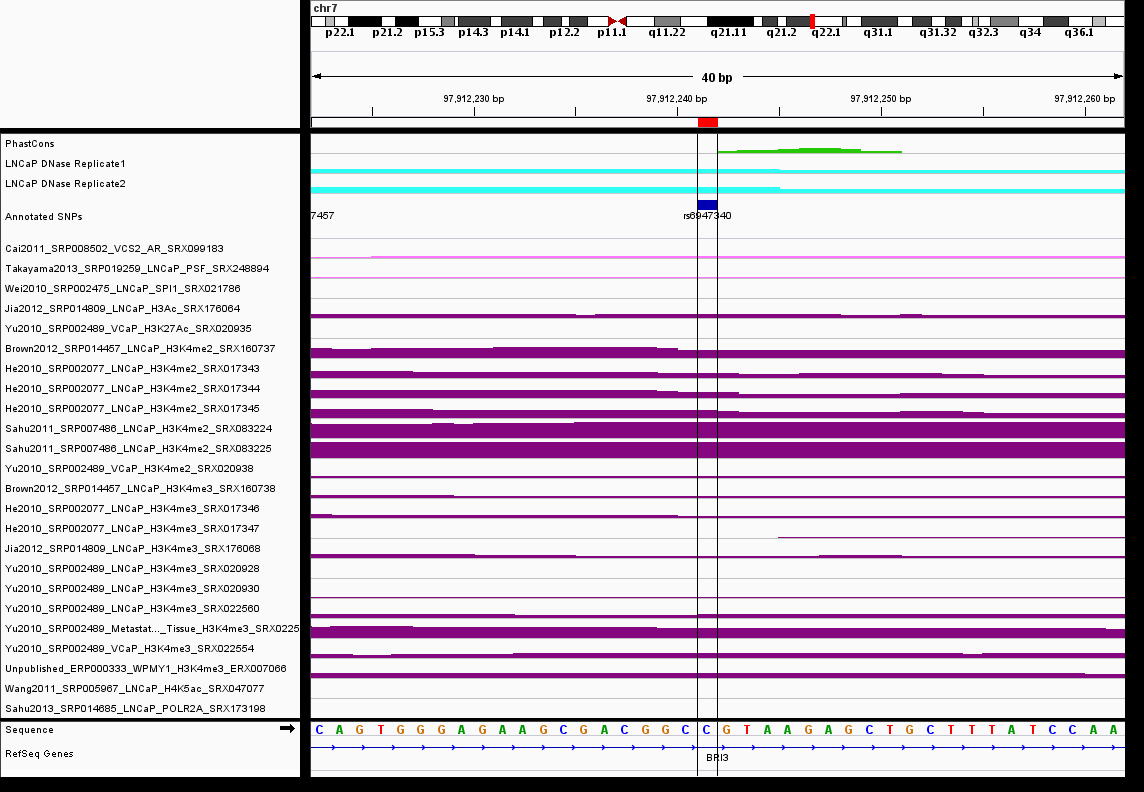 chr7
p22.1 p21.2 p15.3 p14.3 p14.1 p12.2 p11.1 q11.22 q21.11 q21.2 q22.1 q31.1 q31.32 q32.3 q34 q36.1
40 bp
97,912,230 bp 97,912,240 bp 97,912,250 bp 97,912,260 bp
PhastCons
LNCaP DNase Replicate1
LNCaP DNase Replicate2
Annotated SNPs 7457 rs6947340
Cai2011_SRP008502_VCS2_AR_SRX099183
Takayama2013_SRP019259_LNCaP_PSF_SRX248894
Wei2010_SRP002475_LNCaP_SPI1_SRX021786
Jia2012_SRP014809_LNCaP_H3Ac_SRX176064
Yu2010_SRP002489_VCaP_H3K27Ac_SRX020935
Brown2012_SRP014457_LNCaP_H3K4me2_SRX160737
He2010_SRP002077_LNCaP_H3K4me2_SRX017343
He2010_SRP002077_LNCaP_H3K4me2_SRX017344
He2010_SRP002077_LNCaP_H3K4me2_SRX017345
Sahu2011_SRP007486_LNCaP_H3K4me2_SRX083224
Sahu2011_SRP007486_LNCaP_H3K4me2_SRX083225
Yu2010_SRP002489_VCaP_H3K4me2_SRX020938
Brown2012_SRP014457_LNCaP_H3K4me3_SRX160738
He2010_SRP002077_LNCaP_H3K4me3_SRX017346
He2010_SRP002077_LNCaP_H3K4me3_SRX017347
Jia2012_SRP014809_LNCaP_H3K4me3_SRX176068
Yu2010_SRP002489_LNCaP_H3K4me3_SRX020928
Yu2010_SRP002489_LNCaP_H3K4me3_SRX020930
Yu2010_SRP002489_LNCaP_H3K4me3_SRX022560
Yu2010_SRP002489_Metastat..._Tissue_H3K4me3_SRX0225
Yu2010_SRP002489_VCaP_H3K4me3_SRX022554
Unpublished_ERP000333_WPMY1_H3K4me3_ERX007066
Wang2011_SRP005967_LNCaP_H4K5ac_SRX047077
Sahu2013_SRP014685_LNCaP_POLR2A_SRX173198
Sequence C A G T G G G A G A A G C G A C G G C C G T A A G A G C T G C T T T A T C C A A
RefSeq Genes
BRI3